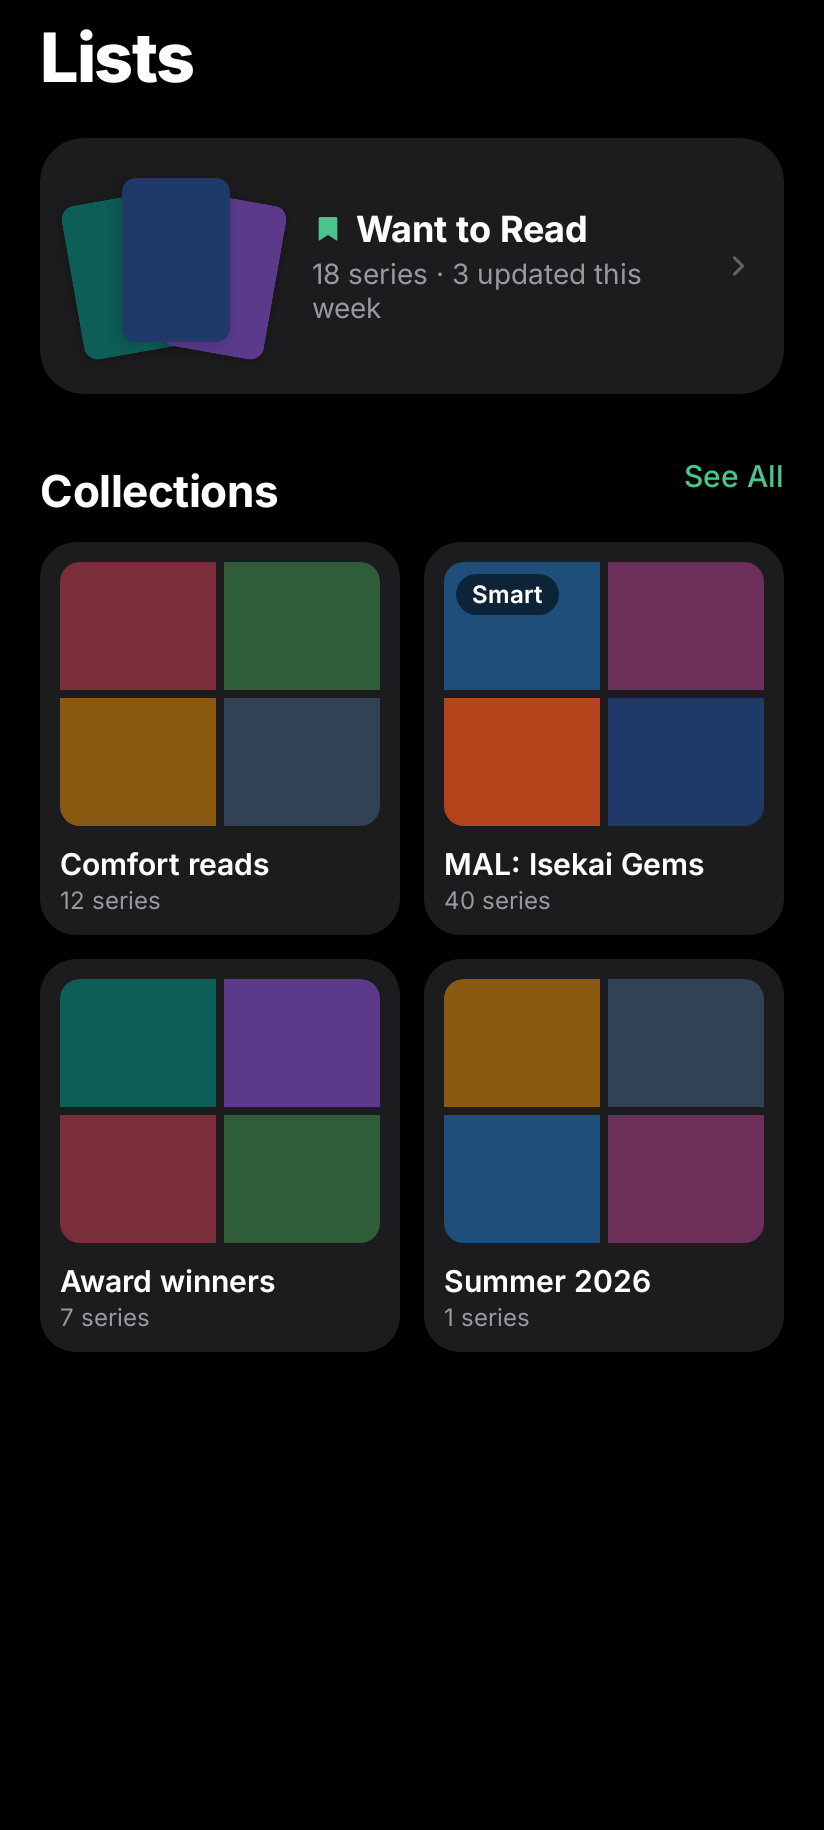 Lists
Want to Read
18 series · 3 updated this
week
Collections
See All
Smart
Comfort reads
12 series
MAL: Isekai Gems
40 series
Award winners
7 series
Summer 2026
1 series